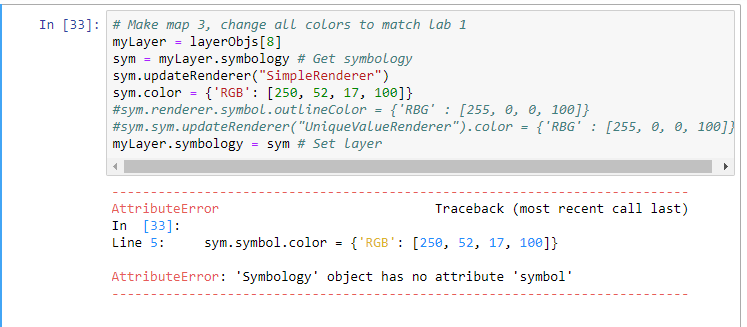 In [33]: # Make map 3, change all colors to match lab 1
myLayer = layerObjs[8]
sym = myLayer.symbology # Get symbology
sym.updateRenderer("SimpleRenderer")
sym.color = {'RGB': [250, 52, 17, 100]}
#sym.renderer.symbol.outlineColor = {'RBG' : [255, 0, 0, 100]}
#sym.sym.updateRenderer("UniqueValueRenderer").color = {'RBG' : [255, 0, 0, 100]}
myLayer.symbology = sym # Set layer
---------------------------------------------------------------------------
AttributeError                            Traceback (most recent call last)
In  [33]:
Line 5:     sym.symbol.color = {'RGB': [250, 52, 17, 100]}
AttributeError: 'Symbology' object has no attribute 'symbol'
---------------------------------------------------------------------------